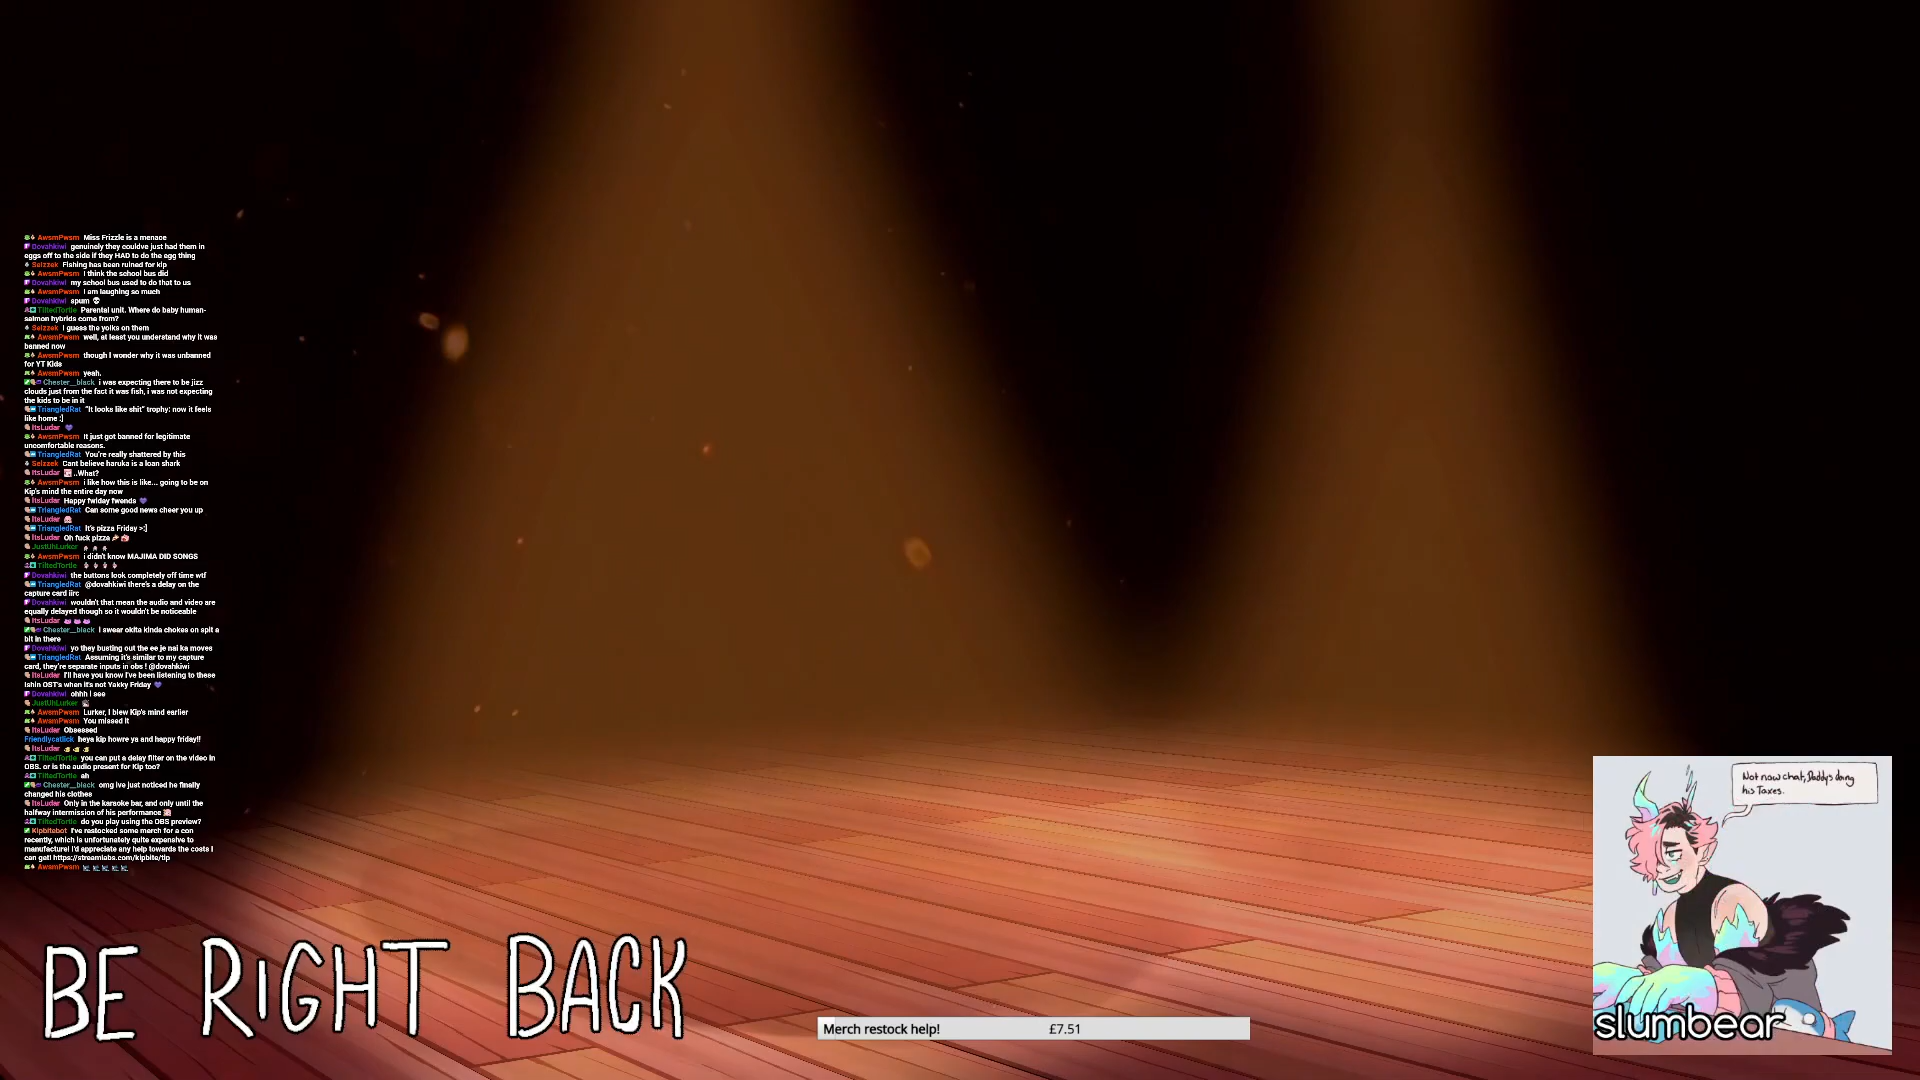 AwsmPwsm Miss Frizzle is a menace
Dovahkiwi genuinely they couldve just had them in
eggs off to the side if they HAD to do the egg thing
Selzzek Fishing has been ruined for kip
AwsmPwsm I think the school bus did
Dovahkiwi my school bus used to do that to us
AwsmPwsm I am laughing so much
Dovahkiwi spum
TiltedTortle Parental unit. Where do baby human-
salmon hybrids come from?
Selzzek I guess the yolks on them
AwsmPwsm well, at least you understand why it was
banned now
AwsmPwsm though I wonder why it was unbanned
for YT Kids
AwsmPwsm yeah.
Chester__black i was expecting there to be jizz
clouds just from the fact it was fish, i was not expecting
the kids to be in it
TriangledRat "It looks like shit" trophy: now it feels
like home :]
ItsLudar
AwsmPwsm It just got banned for legitimate
uncomfortable reasons.
TriangledRat You're really shattered by this
Selzzek Cant believe haruka is a loan shark
ItsLudar ..What?
AwsmPwsm i like how this is like... going to be on
Kip's mind the entire day now
ItsLudar Happy fwiday fwends
TriangledRat Can some good news cheer you up
ItsLudar
TriangledRat It's pizza Friday >:]
ItsLudar Oh fuck pizza
JustUhLurker
AwsmPwsm i didn't know MAJIMA DID SONGS
TiltedTortle
Dovahkiwi the buttons look completely off time wtf
TriangledRat @dovahkiwi there's a delay on the
capture card iirc
Dovahkiwi wouldn't that mean the audio and video are
equally delayed though so it wouldn't be noticeable
ItsLudar
Chester__black i swear okita kinda chokes on spit a
bit in there
Dovahkiwi yo they busting out the ee je nai ka moves
TriangledRat Assuming it's similar to my capture
card, they're separate inputs in obs ! @dovahkiwi
ItsLudar I'll have you know I've been listening to these
Ishin OST's when it's not Yakky Friday
Dovahkiwi ohhh i see
JustUhLurker
AwsmPwsm Lurker, I blew Kip's mind earlier
AwsmPwsm You missed it
ItsLudar Obsessed
Friendlycatlick heya kip howre ya and happy friday!!
ItsLudar
TiltedTortle you can put a delay filter on the video in
OBS. or is the audio present for Kip too?
TiltedTortle ah
Chester__black omg ive just noticed he finally
changed his clothes
ItsLudar Only in the karaoke bar, and only until the
halfway intermission of his performance
TiltedTortle do you play using the OBS preview?
Kipbitebot I've restocked some merch for a con
recently, which is unfortunately quite expensive to
manufacture! I'd appreciate any help towards the costs I
can get! https://streamlabs.com/kipbite/tip
AwsmPwsm
Not now chat, Daddys doing
his Taxes.
slumbear
BE RIGHT BACK
Merch restock help! £7.51